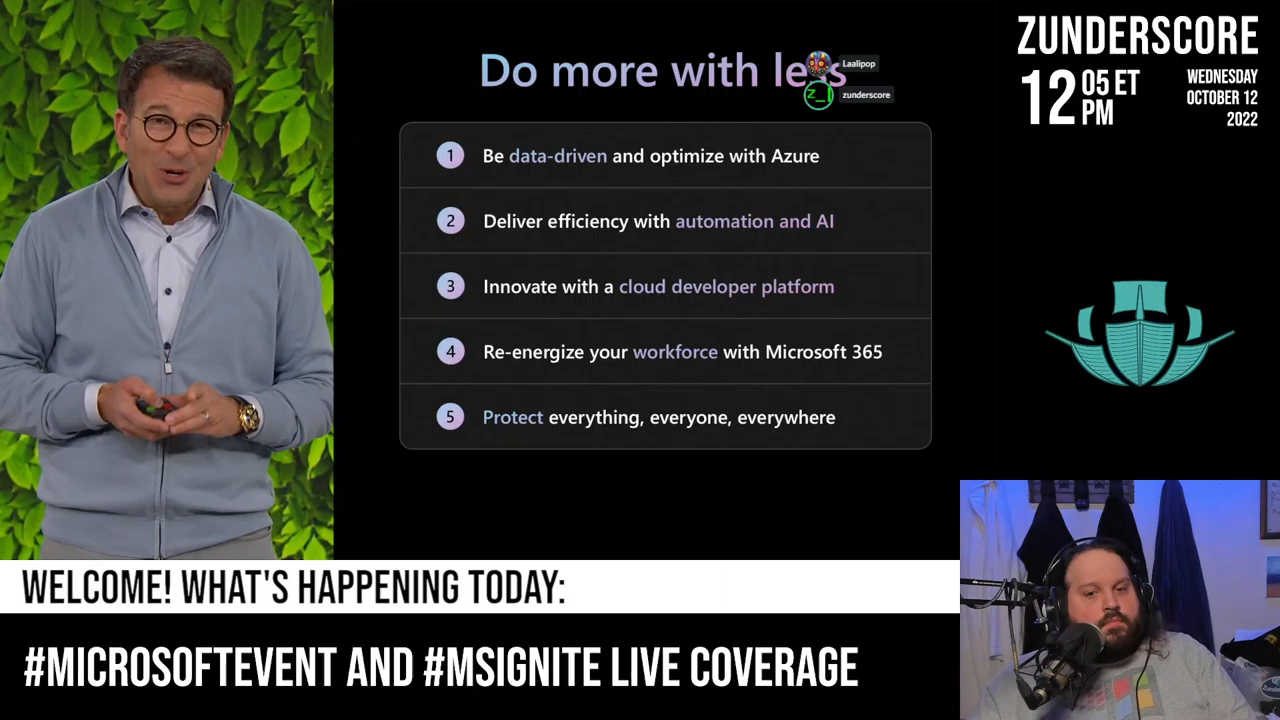 Do more with less
Laalipop
z_
zunderscore
1 Be data-driven and optimize with Azure
2 Deliver efficiency with automation and AI
3 Innovate with a cloud developer platform
4 Re-energize your workforce with Microsoft 365
5 Protect everything, everyone, everywhere
ZUNDERSCORE
12 05 ET PM
WEDNESDAY
OCTOBER 12
2022
WELCOME! WHAT'S HAPPENING TODAY:
#MICROSOFTEVENT AND #MSIGNITE LIVE COVERAGE